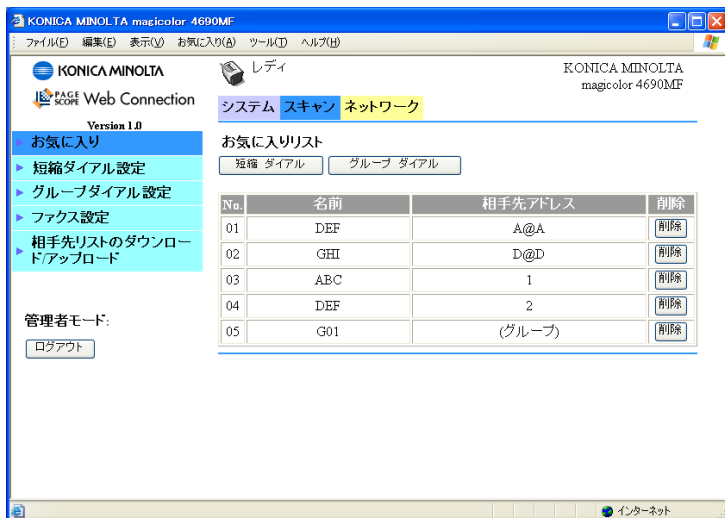 KONICA MINOLTA magicolor 4690MF
ファイル(F) 編集(E) 表示(V) お気に入り(A) ツール(T) ヘルプ(H)
KONICA MINOLTA
レディ
KONICA MINOLTA
magicolor 4690MF
PAGE SCOPE Web Connection
Version 1.0
システム スキャン ネットワーク
お気に入り
短縮ダイアル設定
グループダイアル設定
ファクス設定
相手先リストのダウンロー
ド/アップロード
管理者モード:
ログアウト
お気に入りリスト
短縮 ダイアル グループ ダイアル
No. 名前 相手先アドレス 削除
01 DEF A@A 削除
02 GHI D@D 削除
03 ABC 1 削除
04 DEF 2 削除
05 G01 (グループ) 削除
インターネット